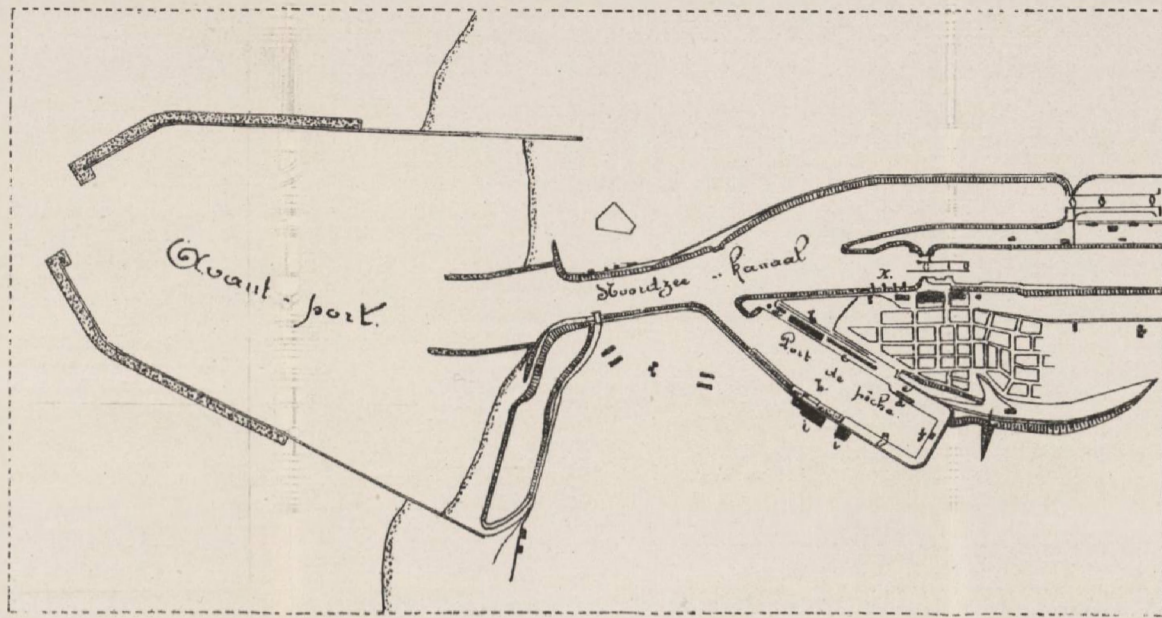 Avant-port.
Noordzee-kanaal
x.
Port de pêche
i
i